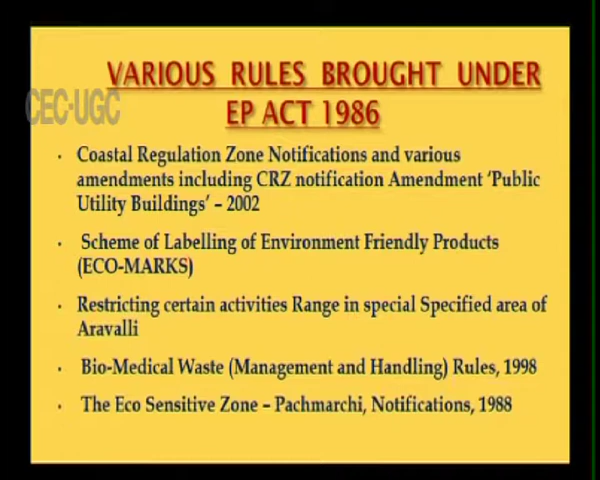 VARIOUS RULES BROUGHT UNDER
EP ACT 1986
CEC-UGC
• Coastal Regulation Zone Notifications and various
amendments including CRZ notification Amendment ‘Public
Utility Buildings’ – 2002
• Scheme of Labelling of Environment Friendly Products
(ECO-MARKS)
• Restricting certain activities Range in special Specified area of
Aravalli
• Bio-Medical Waste (Management and Handling) Rules, 1998
• The Eco Sensitive Zone – Pachmarchi, Notifications, 1988